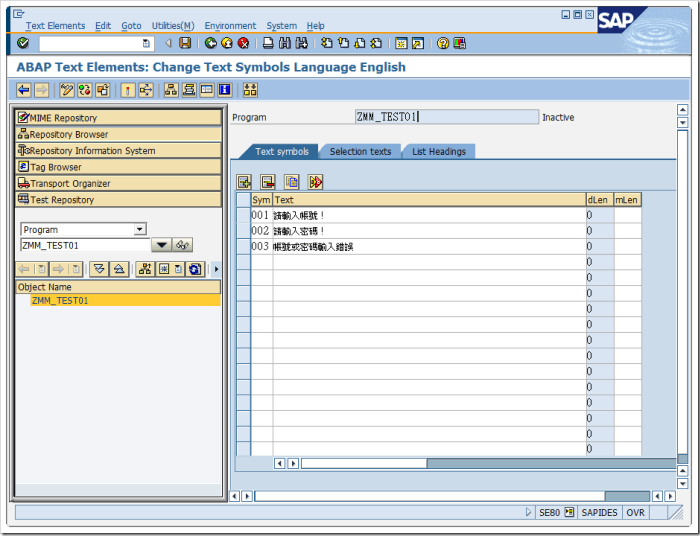 Text Elements Edit Goto Utilities(M) Environment System Help
SAP
ABAP Text Elements: Change Text Symbols Language English
MIME Repository
Repository Browser
Repository Information System
Tag Browser
Transport Organizer
Test Repository
Program
ZMM_TEST01
Object Name
ZMM_TEST01
Program ZMM_TEST01 Inactive
Text symbols Selection texts List Headings
Sym Text dLen mLen
001 請輸入帳號！ 0
002 請輸入密碼！ 0
003 帳號或密碼輸入錯誤 0
0
0
0
0
0
0
0
0
0
0
0
0
0
SE80 SAPIDES OVR